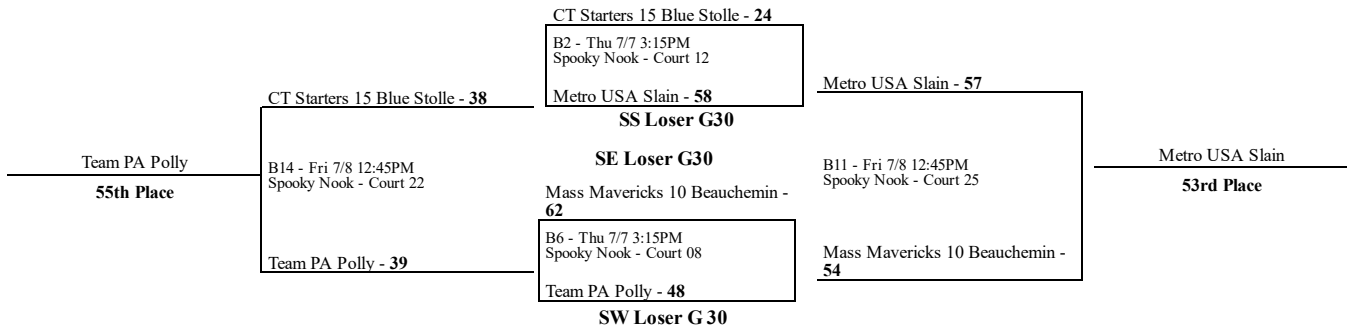 CT Starters 15 Blue Stolle - 24
B2 - Thu 7/7 3:15PM
Spooky Nook - Court 12
Metro USA Slain - 58
SS Loser G30
CT Starters 15 Blue Stolle - 38
Metro USA Slain - 57
Team PA Polly
55th Place
B14 - Fri 7/8 12:45PM
Spooky Nook - Court 22
SE Loser G30
B11 - Fri 7/8 12:45PM
Spooky Nook - Court 25
Metro USA Slain
53rd Place
Mass Mavericks 10 Beauchemin -
62
B6 - Thu 7/7 3:15PM
Spooky Nook - Court 08
Team PA Polly - 48
SW Loser G 30
Team PA Polly - 39
Mass Mavericks 10 Beauchemin -
54